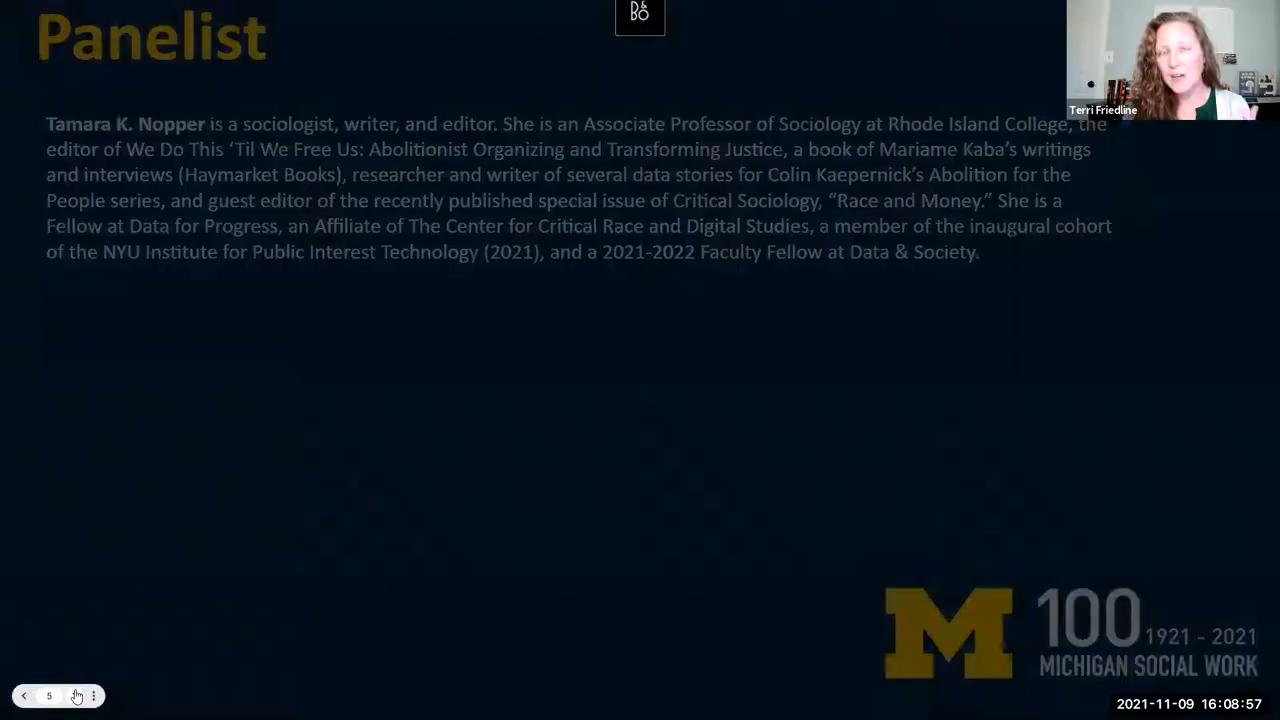 Panelist
B&O
Terri Friedline
Tamara K. Nopper is a sociologist, writer, and editor. She is an Associate Professor of Sociology at Rhode Island College, the
editor of We Do This ‘Til We Free Us: Abolitionist Organizing and Transforming Justice, a book of Mariame Kaba’s writings
and interviews (Haymarket Books), researcher and writer of several data stories for Colin Kaepernick’s Abolition for the
People series, and guest editor of the recently published special issue of Critical Sociology, “Race and Money.” She is a
Fellow at Data for Progress, an Affiliate of The Center for Critical Race and Digital Studies, a member of the inaugural cohort
of the NYU Institute for Public Interest Technology (2021), and a 2021-2022 Faculty Fellow at Data & Society.
M
100 1921 - 2021
MICHIGAN SOCIAL WORK
5
2021-11-09 16:08:57